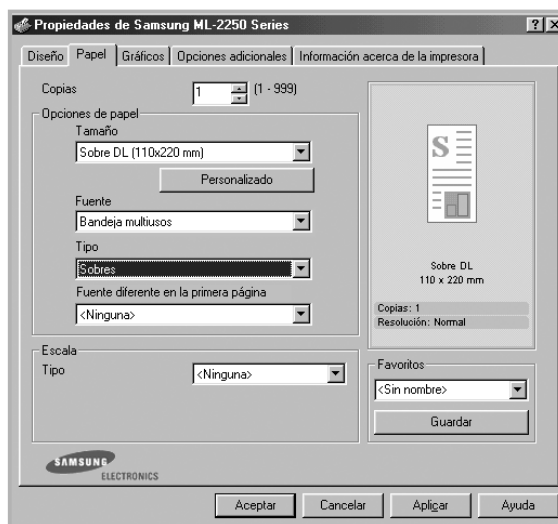 Propiedades de Samsung ML-2250 Series
Diseño Papel Gráficos Opciones adicionales Información acerca de la impresora
Copias 1 (1 - 999)
Opciones de papel
Tamaño
Sobre DL (110x220 mm)
Personalizado
Fuente
Bandeja multiusos
Tipo
Sobres
Fuente diferente en la primera página
<Ninguna>
Escala
Tipo <Ninguna>
S
Sobre DL
110 x 220 mm
Copias: 1
Resolución: Normal
Favoritos
<Sin nombre>
Guardar
SAMSUNG
ELECTRONICS
Aceptar Cancelar Aplicar Ayuda